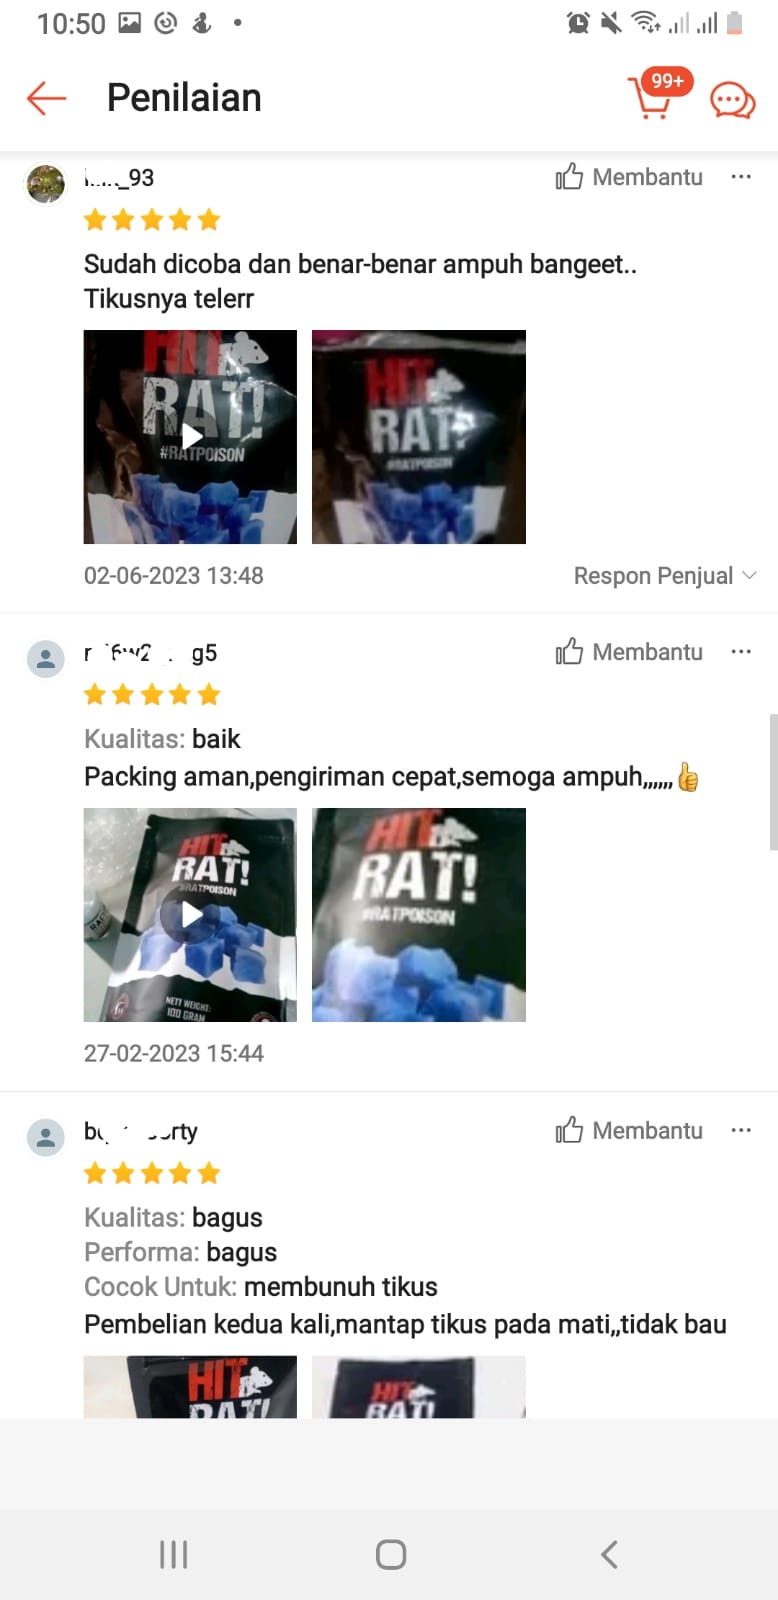 10:50
Penilaian
99+
_93
Membantu
Sudah dicoba dan benar-benar ampuh bangeet..
Tikusnya telerr
HIT
RAT!
#RATPOISON
HIT
RAT!
#RATPOISON
02-06-2023 13:48
Respon Penjual
g5
Membantu
Kualitas: baik
Packing aman,pengiriman cepat,semoga ampuh,,,,,,👍
HIT
RAT!
#RATPOISON
NETT WEIGHT:
100 GRAM
HIT
RAT!
#RATPOISON
27-02-2023 15:44
rty
Membantu
Kualitas: bagus
Performa: bagus
Cocok Untuk: membunuh tikus
Pembelian kedua kali,mantap tikus pada mati,,tidak bau
HIT
RAT!
HIT
RAT!